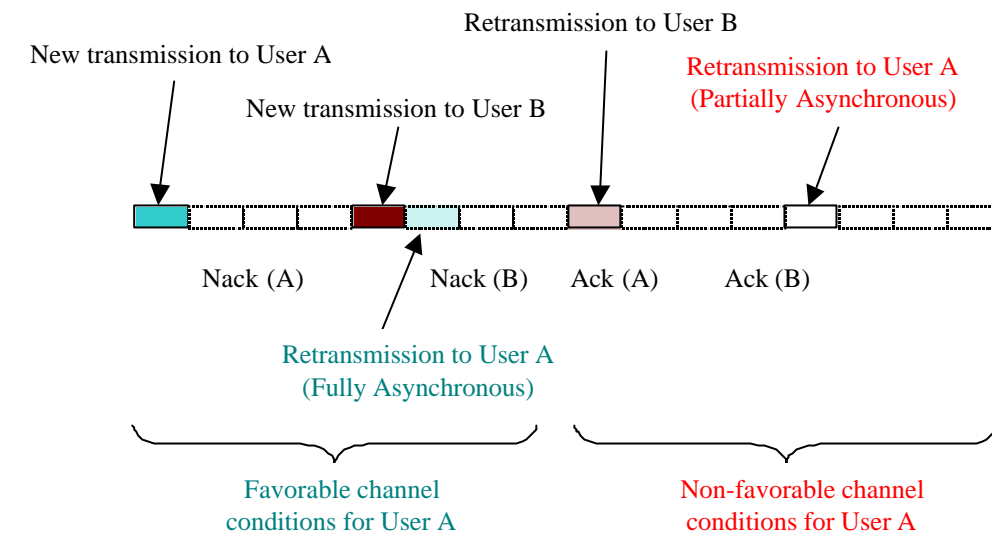 Retransmission to User B
New transmission to User A
Retransmission to User A
(Partially Asynchronous)
New transmission to User B
Nack (A)
Nack (B)
Ack (A)
Ack (B)
Retransmission to User A
(Fully Asynchronous)
Favorable channel
conditions for User A
Non-favorable channel
conditions for User A